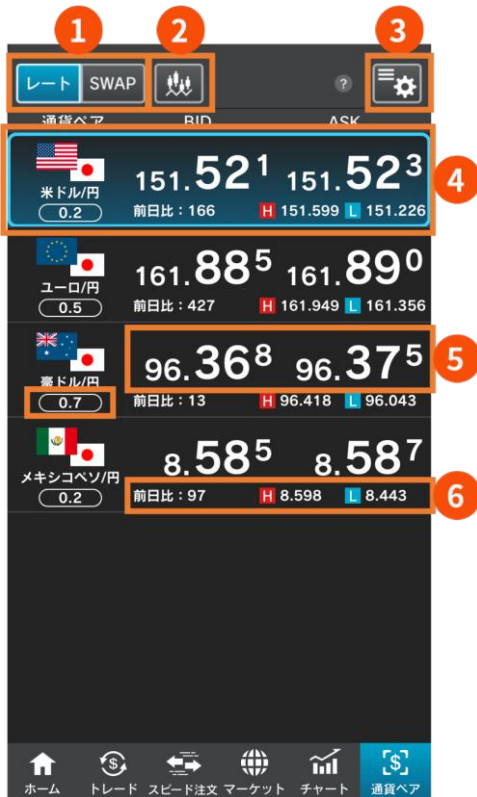 1 2 3
レート SWAP ?
通貨ペア BID ASK
151.521 151.523 4
米ドル/円
0.2 前日比：166 H 151.599 L 151.226
161.885 161.890
ユーロ/円
0.5 前日比：427 H 161.949 L 161.356
96.368 96.375 5
豪ドル/円
0.7 前日比：13 H 96.418 L 96.043
8.585 8.587
メキシコペソ/円
0.2 前日比：97 H 8.598 L 8.443 6
ホーム トレード スピード注文 マーケット チャート 通貨ペア